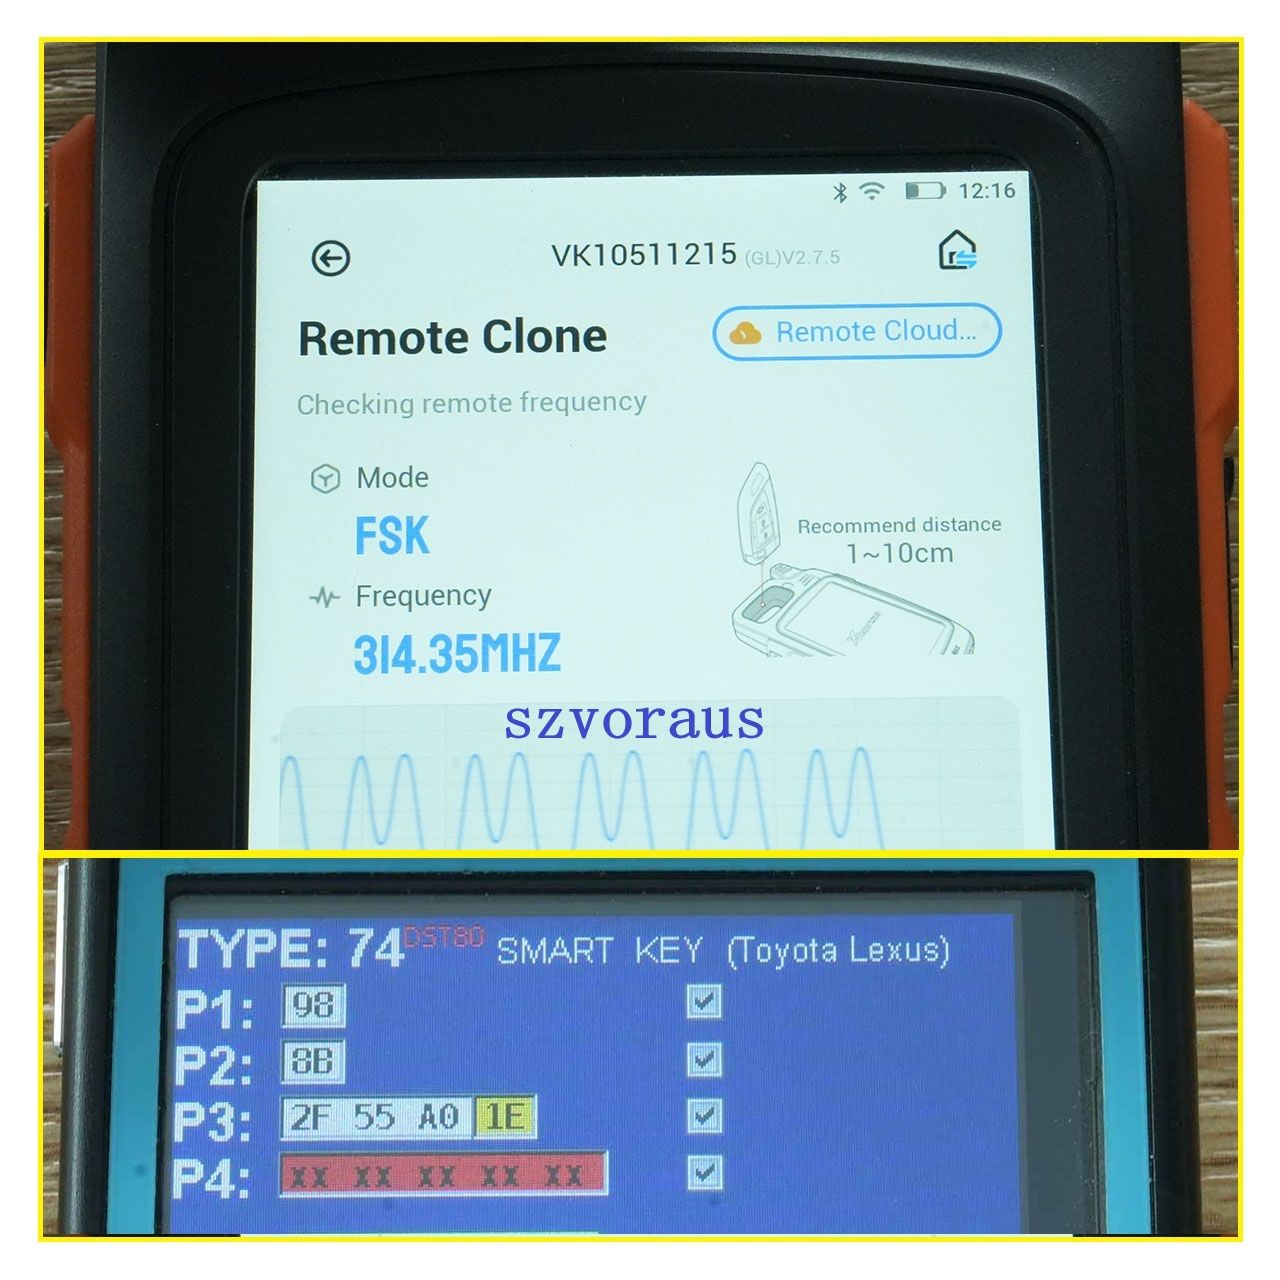 12:16
VK10511215 (GL)V2.7.5
Remote Clone
Remote Cloud...
Checking remote frequency
Mode
FSK
Recommend distance
1~10cm
Frequency
314.35MHZ
szvoraus
TYPE: 74 DST80 SMART KEY (Toyota Lexus)
P1: 98
P2: 8B
P3: 2F 55 A0 1E
P4: XX XX XX XX XX